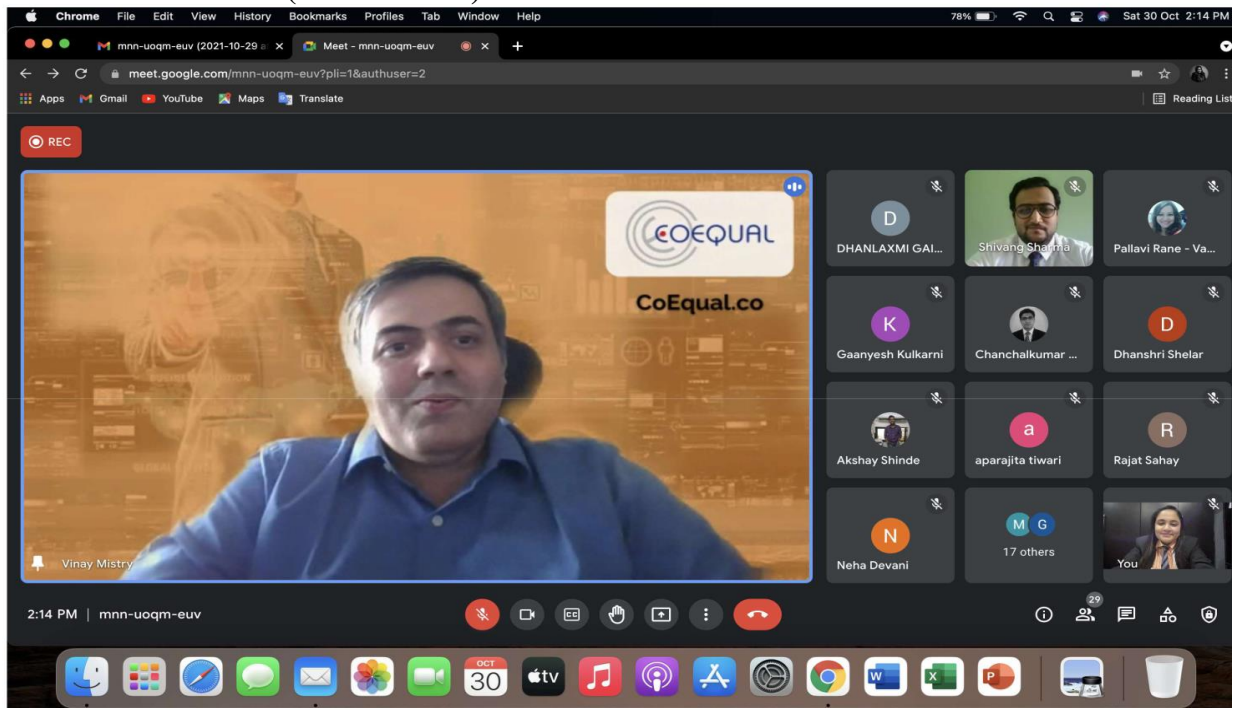 Chrome File Edit View History Bookmarks Profiles Tab Window Help 78% Sat 30 Oct 2:14 PM
mnn-uoqm-euv (2021-10-29 a Meet - mnn-uoqm-euv
meet.google.com/mnn-uoqm-euv?pli=1&authuser=2
Apps Gmail YouTube Maps Translate Reading List
REC
COEQUAL
CoEqual.co
Vinay Mistry
D
DHANLAXMI GAI...
Shivang Sharma
Pallavi Rane - Va...
K
Gaanyesh Kulkarni
Chanchalkumar ...
D
Dhanshri Shelar
Akshay Shinde
a
aparajita tiwari
R
Rajat Sahay
N
Neha Devani
M G
17 others
You
2:14 PM | mnn-uoqm-euv
CC
29
OCT
30
tv
W
X
P